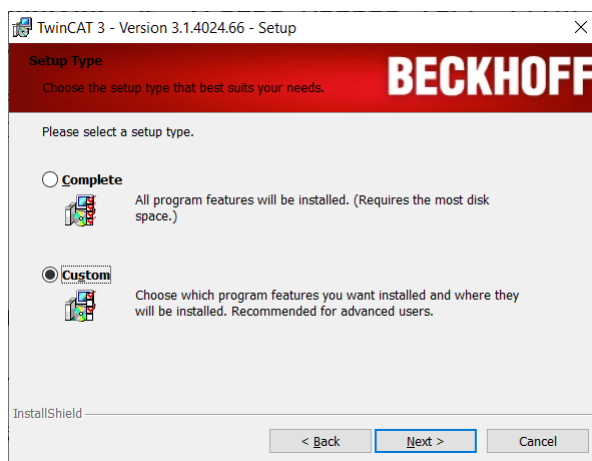 TwinCAT 3 - Version 3.1.4024.66 - Setup
Setup Type
Choose the setup type that best suits your needs.
BECKHOFF
Please select a setup type.
Complete
All program features will be installed. (Requires the most disk
space.)
Custom
Choose which program features you want installed and where they
will be installed. Recommended for advanced users.
InstallShield
< Back Next > Cancel